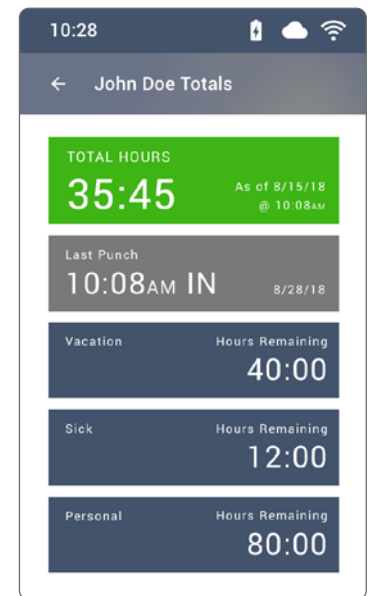 10:28
John Doe Totals
TOTAL HOURS
35:45
As of 8/15/18
@ 10:08AM
Last Punch
10:08AM IN
8/28/18
Vacation
Hours Remaining
40:00
Sick
Hours Remaining
12:00
Personal
Hours Remaining
80:00